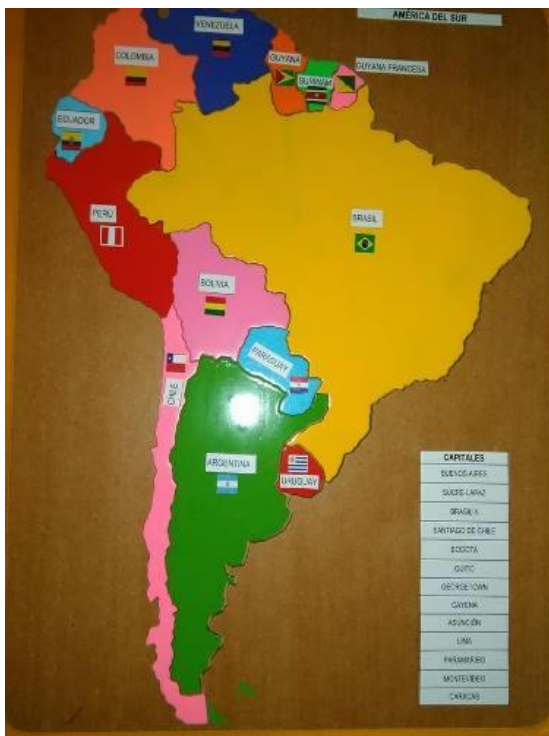 AMÉRICA DEL SUR
VENEZUELA
COLOMBIA
GUYANA
GUYANA FRANCESA
SURINAM
ECUADOR
PERÚ
BRASIL
BOLIVIA
PARAGUAY
CHILE
ARGENTINA
URUGUAY
CAPITALES
BUENOS AIRES
SUCRE-LAPAZ
BRASILIA
SANTIAGO DE CHILE
BOGOTÁ
QUITO
GEORGETOWN
CAYENA
ASUNCIÓN
LIMA
PARAMARIBO
MONTEVIDEO
CARACAS